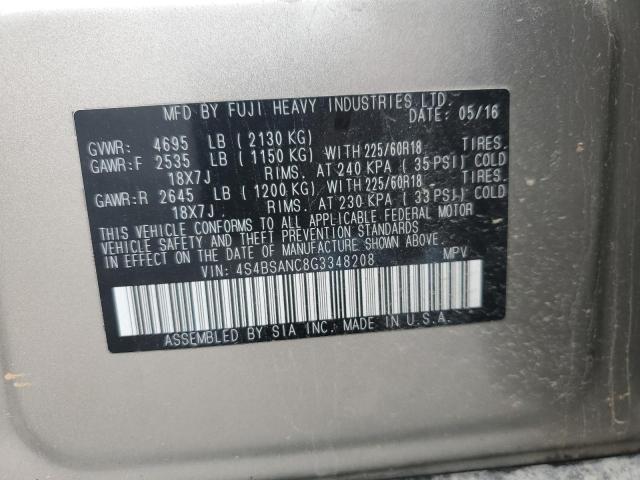 MFD BY FUJI HEAVY INDUSTRIES LTD.
DATE: 05/16
GVWR: 4695 LB ( 2130 KG)
GAWR:F 2535 LB ( 1150 KG) WITH 225/60R18 TIRES.
18X7J RIMS. AT 240 KPA ( 35 PSI) COLD
GAWR:R 2645 LB ( 1200 KG) WITH 225/60R18 TIRES.
18X7J RIMS. AT 230 KPA ( 33 PSI) COLD
THIS VEHICLE CONFORMS TO ALL APPLICABLE FEDERAL MOTOR
VEHICLE SAFETY AND THEFT PREVENTION STANDARDS
IN EFFECT ON THE DATE OF MANUFACTURE SHOWN ABOVE.
VIN: 4S4BSANC8G3348208 MPV
ASSEMBLED BY SIA INC. MADE IN U.S.A.